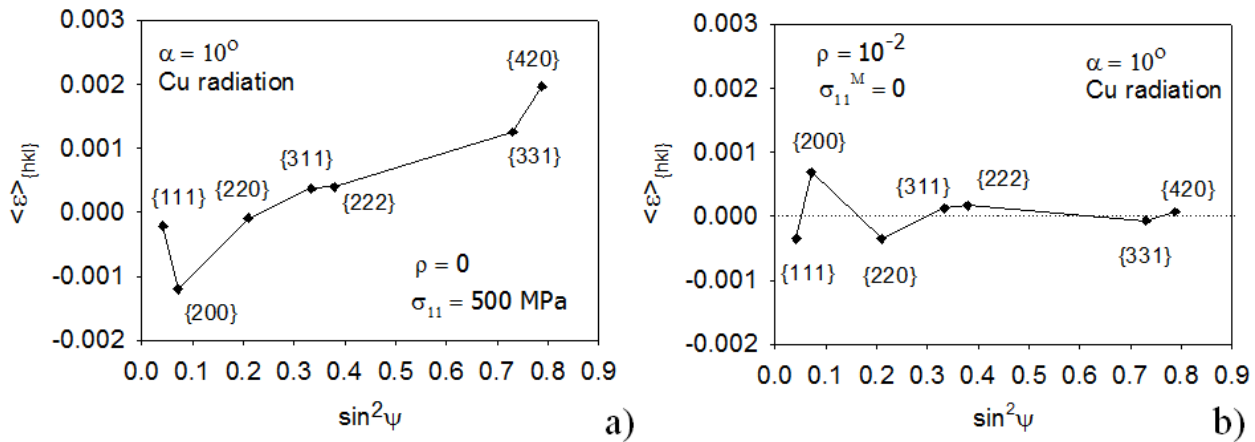 0.003
0.002
0.001
0.000
-0.001
-0.002
<ε>{hkl}
α = 10°
Cu radiation
{111}
{200}
{220}
{311}
{222}
{331}
{420}
ρ = 0
σ₁₁ = 500 MPa
0.0 0.1 0.2 0.3 0.4 0.5 0.6 0.7 0.8 0.9
sin²ψ
a)
0.003
0.002
0.001
0.000
-0.001
-0.002
<ε>{hkl}
ρ = 10⁻²
σ₁₁ᴹ = 0
α = 10°
Cu radiation
{200}
{111}
{220}
{311}
{222}
{331}
{420}
0.0 0.1 0.2 0.3 0.4 0.5 0.6 0.7 0.8 0.9
sin²ψ
b)